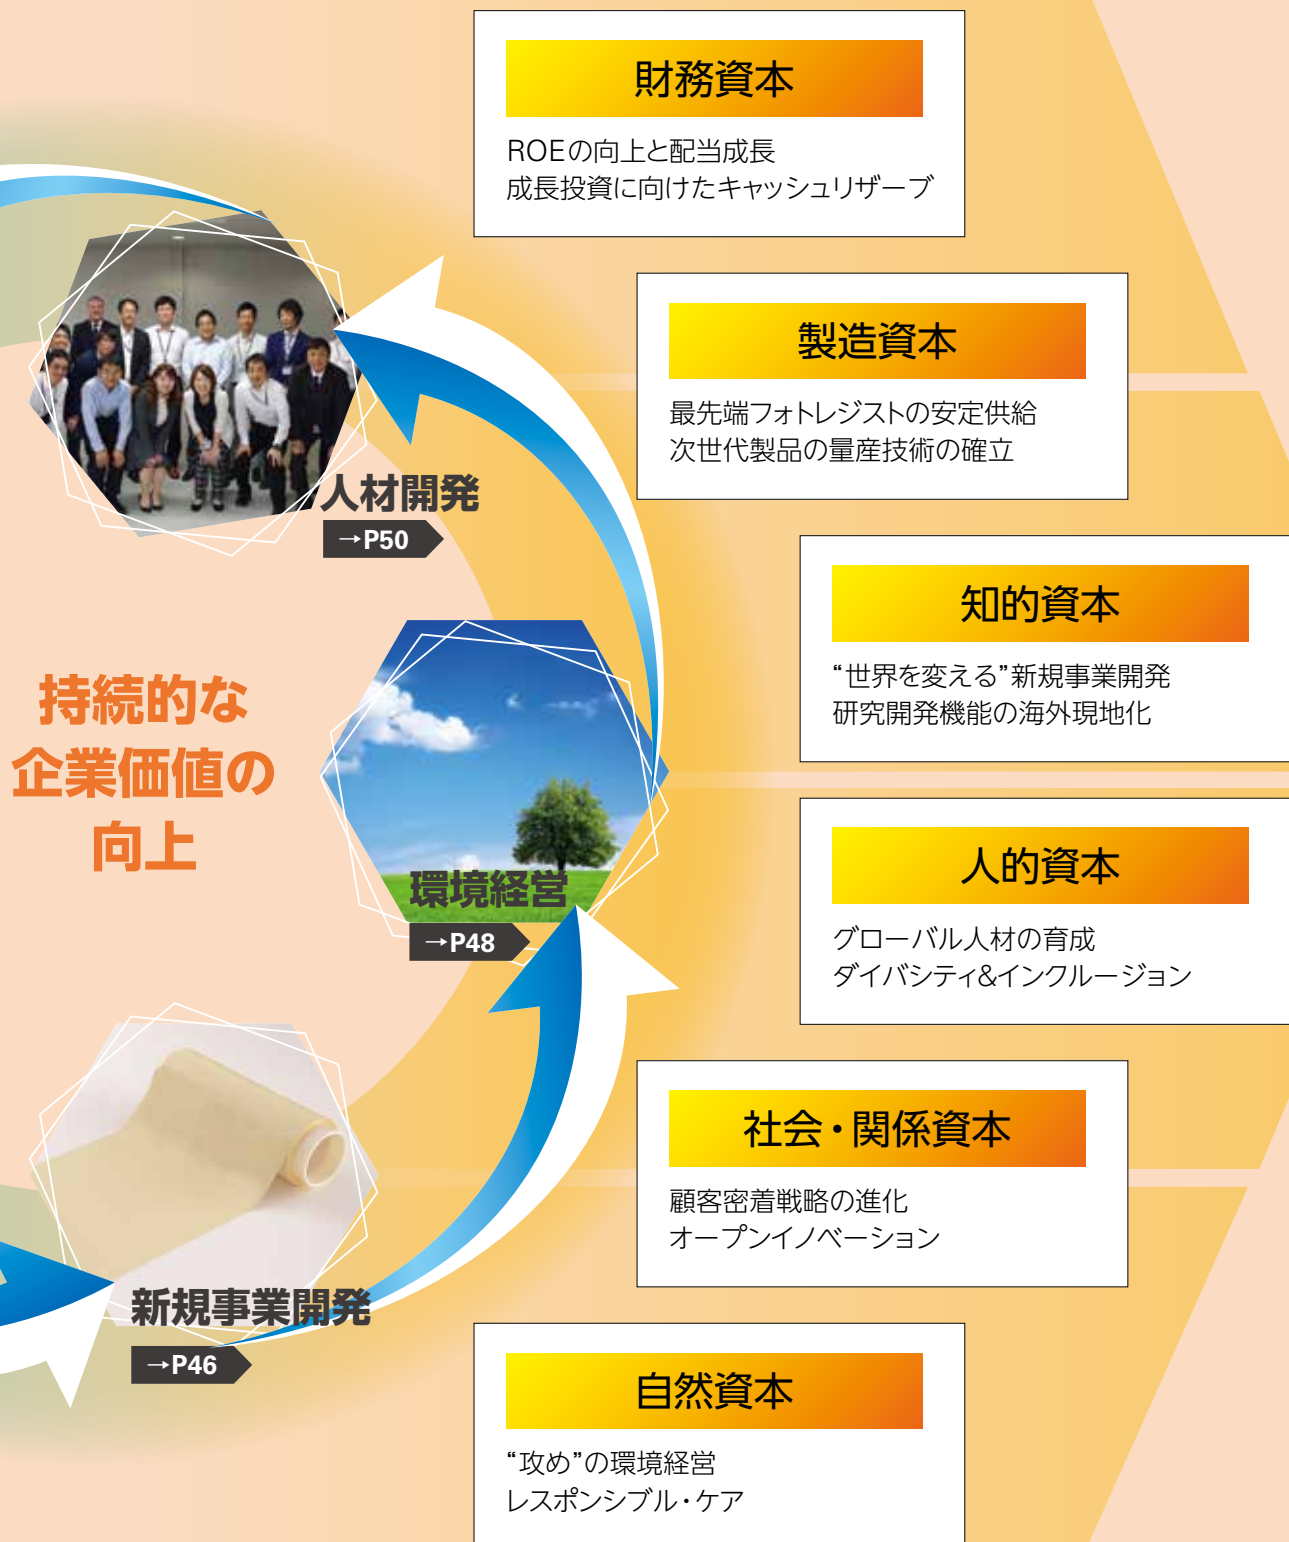 財務資本
ROEの向上と配当成長
成長投資に向けたキャッシュリザーブ
製造資本
最先端フォトレジストの安定供給
次世代製品の量産技術の確立
人材開発
→P50
知的資本
“世界を変える”新規事業開発
研究開発機能の海外現地化
持続的な
企業価値の
向上
環境経営
→P48
人的資本
グローバル人材の育成
ダイバシティ&インクルージョン
社会・関係資本
顧客密着戦略の進化
オープンイノベーション
新規事業開発
→P46
自然資本
“攻め”の環境経営
レスポンシブル・ケア